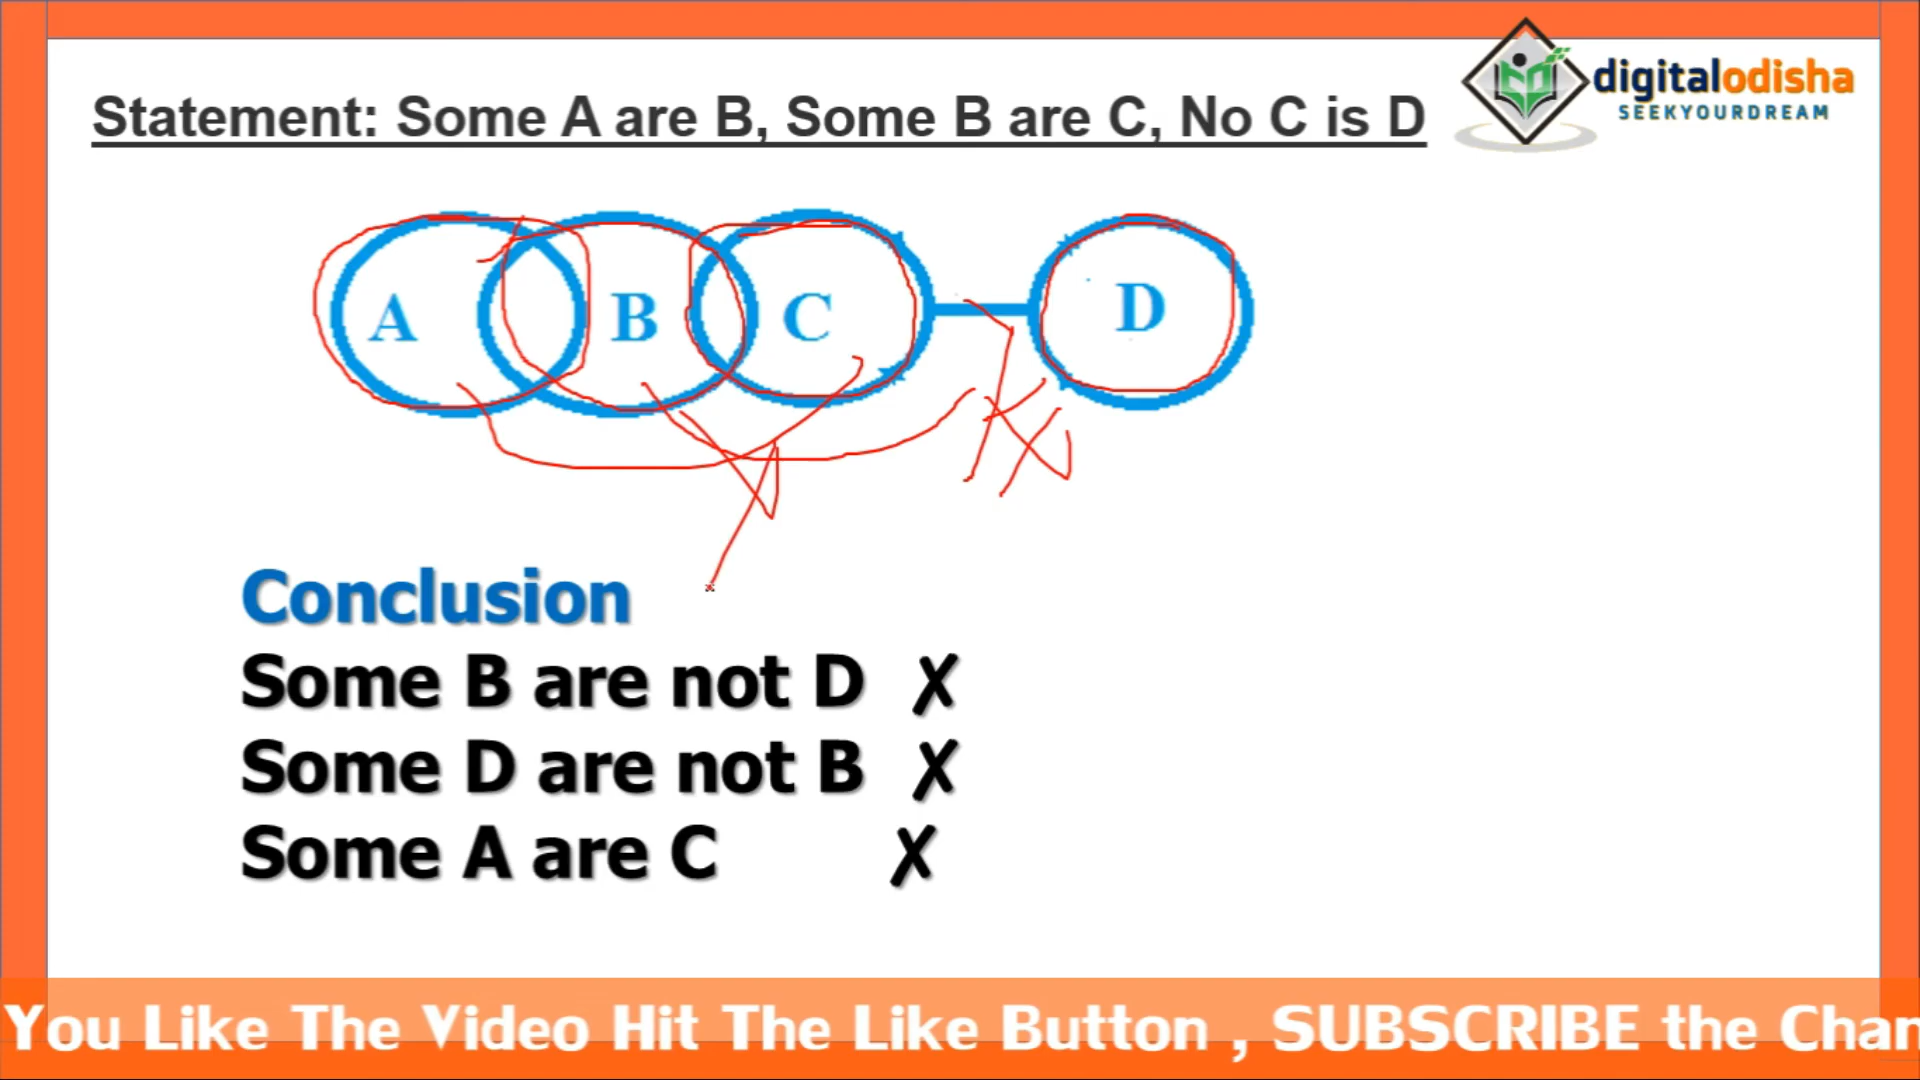 Statement: Some A are B, Some B are C, No C is D
digitalodisha
SEEKYOURDREAM
A B C D
Conclusion
Some B are not D ✗
Some D are not B ✗
Some A are C ✗
You Like The Video Hit The Like Button , SUBSCRIBE the Chan